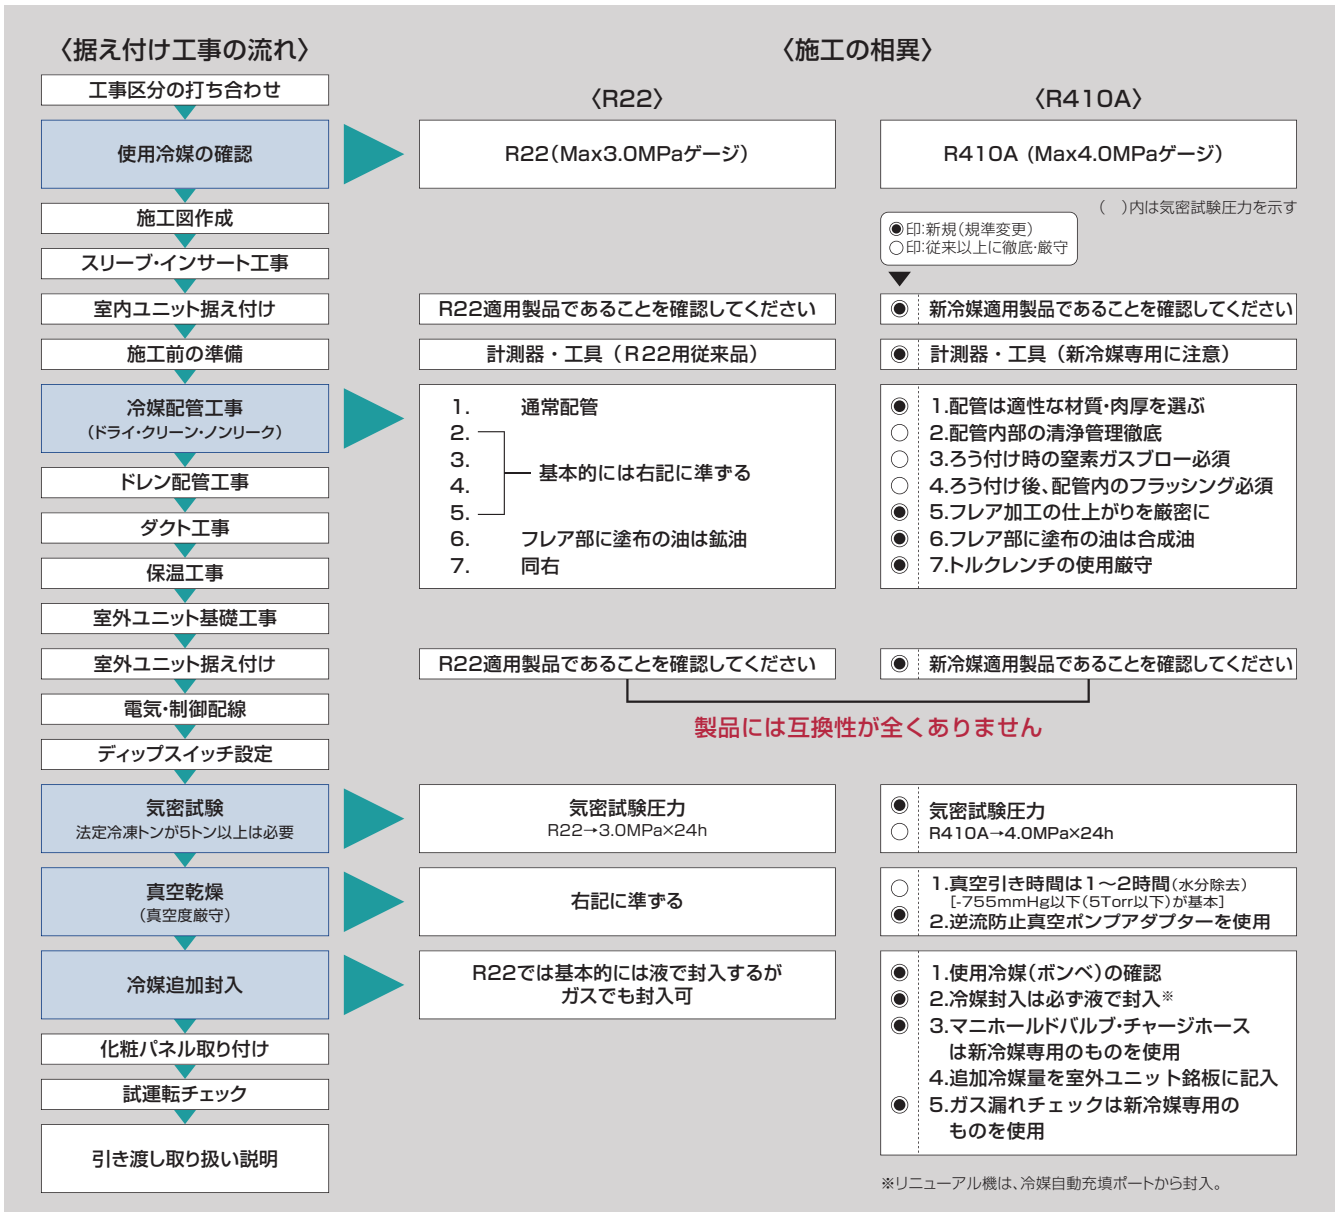 〈据え付け工事の流れ〉
工事区分の打ち合わせ
使用冷媒の確認
施工図作成
スリーブ・インサート工事
室内ユニット据え付け
施工前の準備
冷媒配管工事
（ドライ・クリーン・ノンリーク）
ドレン配管工事
ダクト工事
保温工事
室外ユニット基礎工事
室外ユニット据え付け
電気・制御配線
ディップスイッチ設定
気密試験
法定冷凍トンが5トン以上は必要
真空乾燥
（真空度厳守）
冷媒追加封入
化粧パネル取り付け
試運転チェック
引き渡し取り扱い説明
〈施工の相異〉
〈R22〉
R22（Max3.0MPaゲージ）
R22適用製品であることを確認してください
計測器・工具（R22用従来品）
1. 通常配管
2.
3.
基本的には右記に準ずる
4.
5.
6. フレア部に塗布の油は鉱油
7. 同右
R22適用製品であることを確認してください
気密試験圧力
R22→3.0MPa×24h
右記に準ずる
R22では基本的には液で封入するが
ガスでも封入可
〈R410A〉
R410A（Max4.0MPaゲージ）
（　）内は気密試験圧力を示す
◉印:新規（規準変更）
○印:従来以上に徹底・厳守
◉ 新冷媒適用製品であることを確認してください
◉ 計測器・工具（新冷媒専用に注意）
◉ 1.配管は適性な材質・肉厚を選ぶ
○ 2.配管内部の清浄管理徹底
○ 3.ろう付け時の窒素ガスブロー必須
○ 4.ろう付け後、配管内のフラッシング必須
◉ 5.フレア加工の仕上がりを厳密に
◉ 6.フレア部に塗布の油は合成油
◉ 7.トルクレンチの使用厳守
◉ 新冷媒適用製品であることを確認してください
製品には互換性が全くありません
◉ 気密試験圧力
○ R410A→4.0MPa×24h
○ 1.真空引き時間は1〜2時間（水分除去）
[-755mmHg以下（5Torr以下）が基本]
◉ 2.逆流防止真空ポンプアダプターを使用
◉ 1.使用冷媒（ボンベ）の確認
◉ 2.冷媒封入は必ず液で封入※
◉ 3.マニホールドバルブ・チャージホース
は新冷媒専用のものを使用
4.追加冷媒量を室外ユニット銘板に記入
◉ 5.ガス漏れチェックは新冷媒専用の
ものを使用
※リニューアル機は、冷媒自動充填ポートから封入。